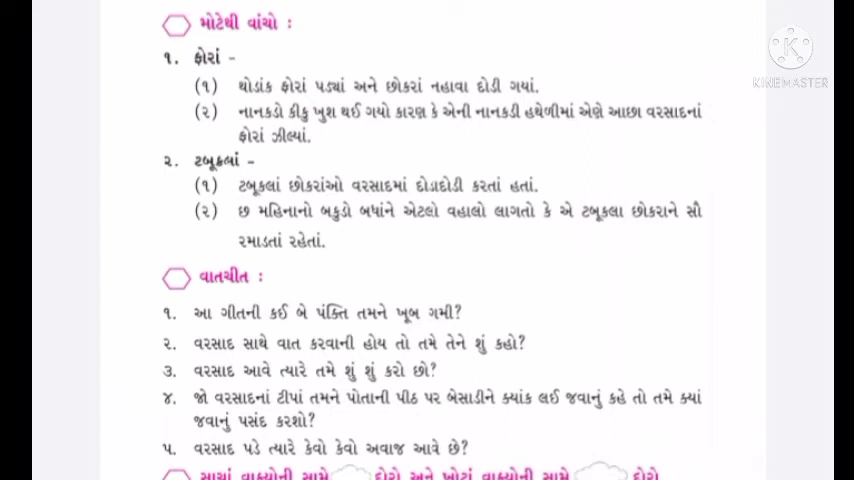 મોટેથી વાંચો :
KINEMASTER
૧. ફોરાં -
(૧) થોડાંક ફોરાં પડ્યાં અને છોકરાં નહાવા દોડી ગયાં.
(૨) નાનકડો કીકુ ખુશ થઈ ગયો કારણ કે એની નાનકડી હથેળીમાં એણે આછા વરસાદનાં
ફોરાં ઝીલ્યાં.
૨. ટબૂકલાં -
(૧) ટબૂકલાં છોકરાંઓ વરસાદમાં દોડાદોડી કરતાં હતાં.
(૨) છ મહિનાનો બકુડો બધાંને એટલો વહાલો લાગતો કે એ ટબૂકલા છોકરાને સૌ
રમાડતાં રહેતાં.
વાતચીત :
૧. આ ગીતની કઈ બે પંક્તિ તમને ખૂબ ગમી?
૨. વરસાદ સાથે વાત કરવાની હોય તો તમે તેને શું કહો?
૩. વરસાદ આવે ત્યારે તમે શું શું કરો છો?
૪. જો વરસાદનાં ટીપાં તમને પોતાની પીઠ પર બેસાડીને ક્યાંક લઈ જવાનું કહે તો તમે ક્યાં
જવાનું પસંદ કરશો?
૫. વરસાદ પડે ત્યારે કેવો કેવો અવાજ આવે છે?
સાચાં વાક્યોની સામે દોરો અને ખોટાં વાક્યોની સામે દોરો